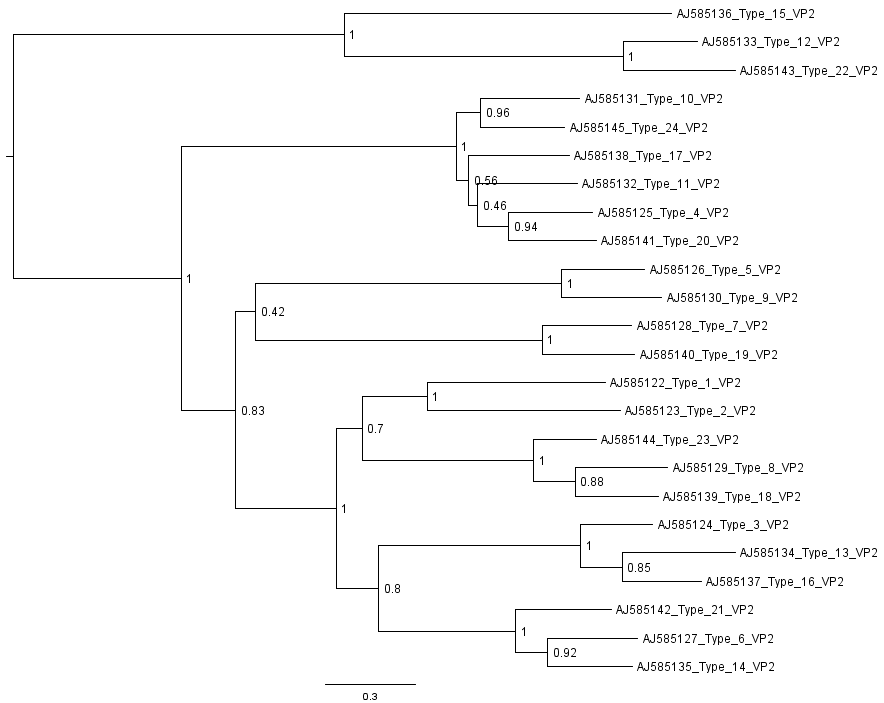 AJ585136_Type_15_VP2
1
AJ585133_Type_12_VP2
1
AJ585143_Type_22_VP2
AJ585131_Type_10_VP2
0.96
AJ585145_Type_24_VP2
1
AJ585138_Type_17_VP2
0.56
AJ585132_Type_11_VP2
0.46
AJ585125_Type_4_VP2
0.94
AJ585141_Type_20_VP2
1
AJ585126_Type_5_VP2
1
AJ585130_Type_9_VP2
0.42
AJ585128_Type_7_VP2
1
AJ585140_Type_19_VP2
0.83
AJ585122_Type_1_VP2
1
AJ585123_Type_2_VP2
0.7
AJ585144_Type_23_VP2
1
AJ585129_Type_8_VP2
0.88
AJ585139_Type_18_VP2
1
AJ585124_Type_3_VP2
1
AJ585134_Type_13_VP2
0.85
AJ585137_Type_16_VP2
0.8
AJ585142_Type_21_VP2
1
AJ585127_Type_6_VP2
0.92
AJ585135_Type_14_VP2
0.3